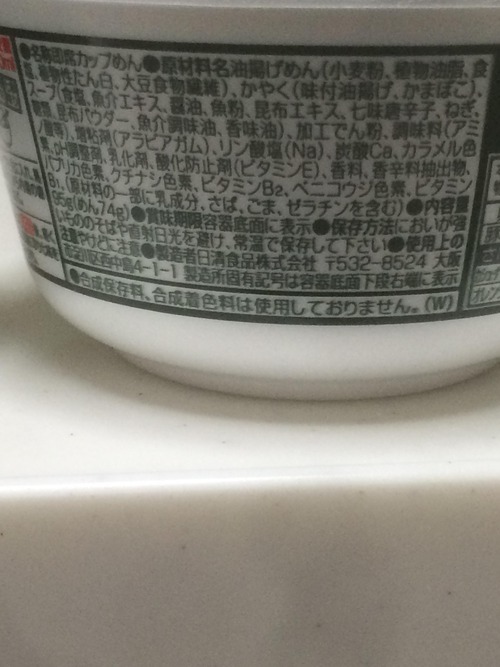 ●名称即席カップめん●原材料名油揚げめん(小麦粉、植物油脂、食
塩、植物性たん白、大豆食物繊維)、かやく(味付油揚げ、かまぼこ)、
スープ(食塩、魚介エキス、醤油、魚粉、昆布エキス、七味唐辛子、ねぎ、
糖類、昆布パウダー、魚介調味油、香味油)、加工でん粉、調味料(アミ
ノ酸等)、増粘剤(アラビアガム)、リン酸塩(Na)、炭酸Ca、カラメル色
素、pH調整剤、乳化剤、酸化防止剤(ビタミンE)、香料、香辛料抽出物、
パプリカ色素、クチナシ色素、ビタミンB2、ベニコウジ色素、ビタミン
B1、(原材料の一部に乳成分、さば、ごま、ゼラチンを含む)●内容量
95g(めん74g)●賞味期限容器底面に表示●保存方法においが強
いもののそばや直射日光を避け、常温で保存して下さい●使用上の
注意やけどに注意●製造者日清食品株式会社 〒532-8524 大阪
市淀川区西中島4-1-1 製造所固有記号は容器底面下段右端に表示
●合成保存料、合成着色料は使用しておりません。(W)